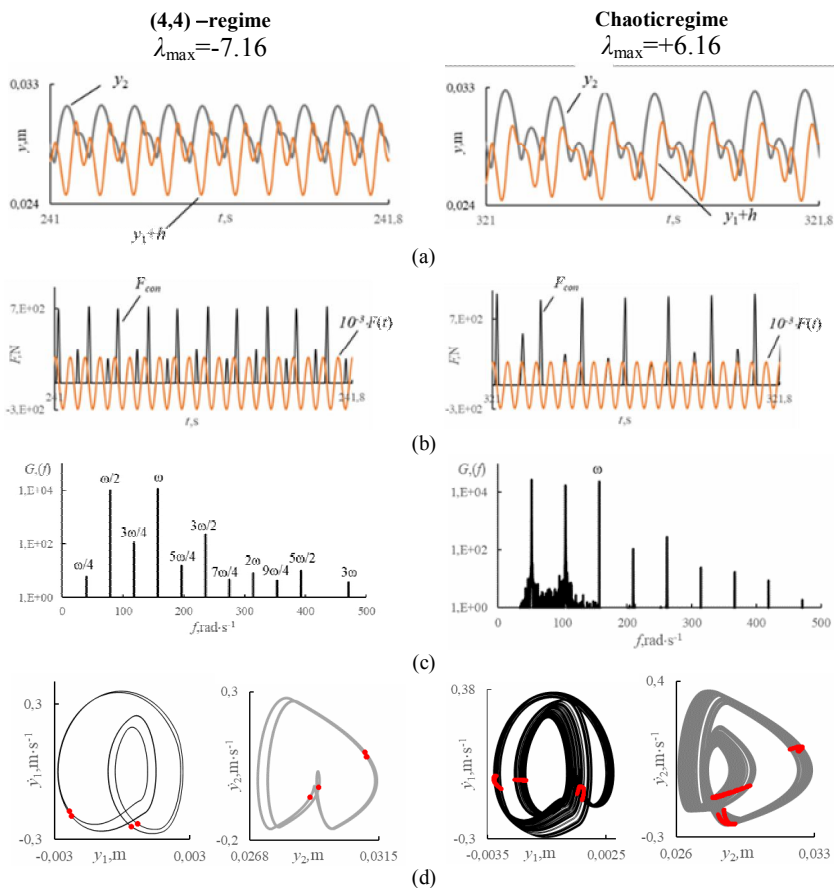 (4,4) –regime
λmax=-7.16
Chaoticregime
λmax=+6.16
0,033
y2
y,m
0,024
241
t,s
241,8
y1+h
0,033
y2
y,m
0,024
321
t,s
321,8
y1+h
(a)
Fcon
7,E+02
10⁻³·F(t)
F,N
-3,E+02
241
241,8
t,s
Fcon
7,E+02
10⁻³·F(t)
F,N
-3,E+02
321
321,8
t,s
(b)
G,(f)
1,E+04
1,E+02
1,E+00
ω/4
ω/2
3ω/4
ω
5ω/4
3ω/2
7ω/4
2ω
9ω/4
5ω/2
3ω
0 100 200 300 400 500
f,rad·s⁻¹
G,(f)
1,E+04
1,E+02
1,E+00
ω
0 100 200 300 400 500
f,rad·s⁻¹
(c)
0,3
ẏ1,m·s⁻¹
-0,3
-0,003 y1,m 0,003
0,3
ẏ2,m·s⁻¹
-0,2
0,0268 y2,m 0,0315
0,38
ẏ1,m·s⁻¹
-0,3
-0,0035 y1,m 0,0025
0,4
ẏ2,m·s⁻¹
-0,3
0,026 y2,m 0,033
(d)